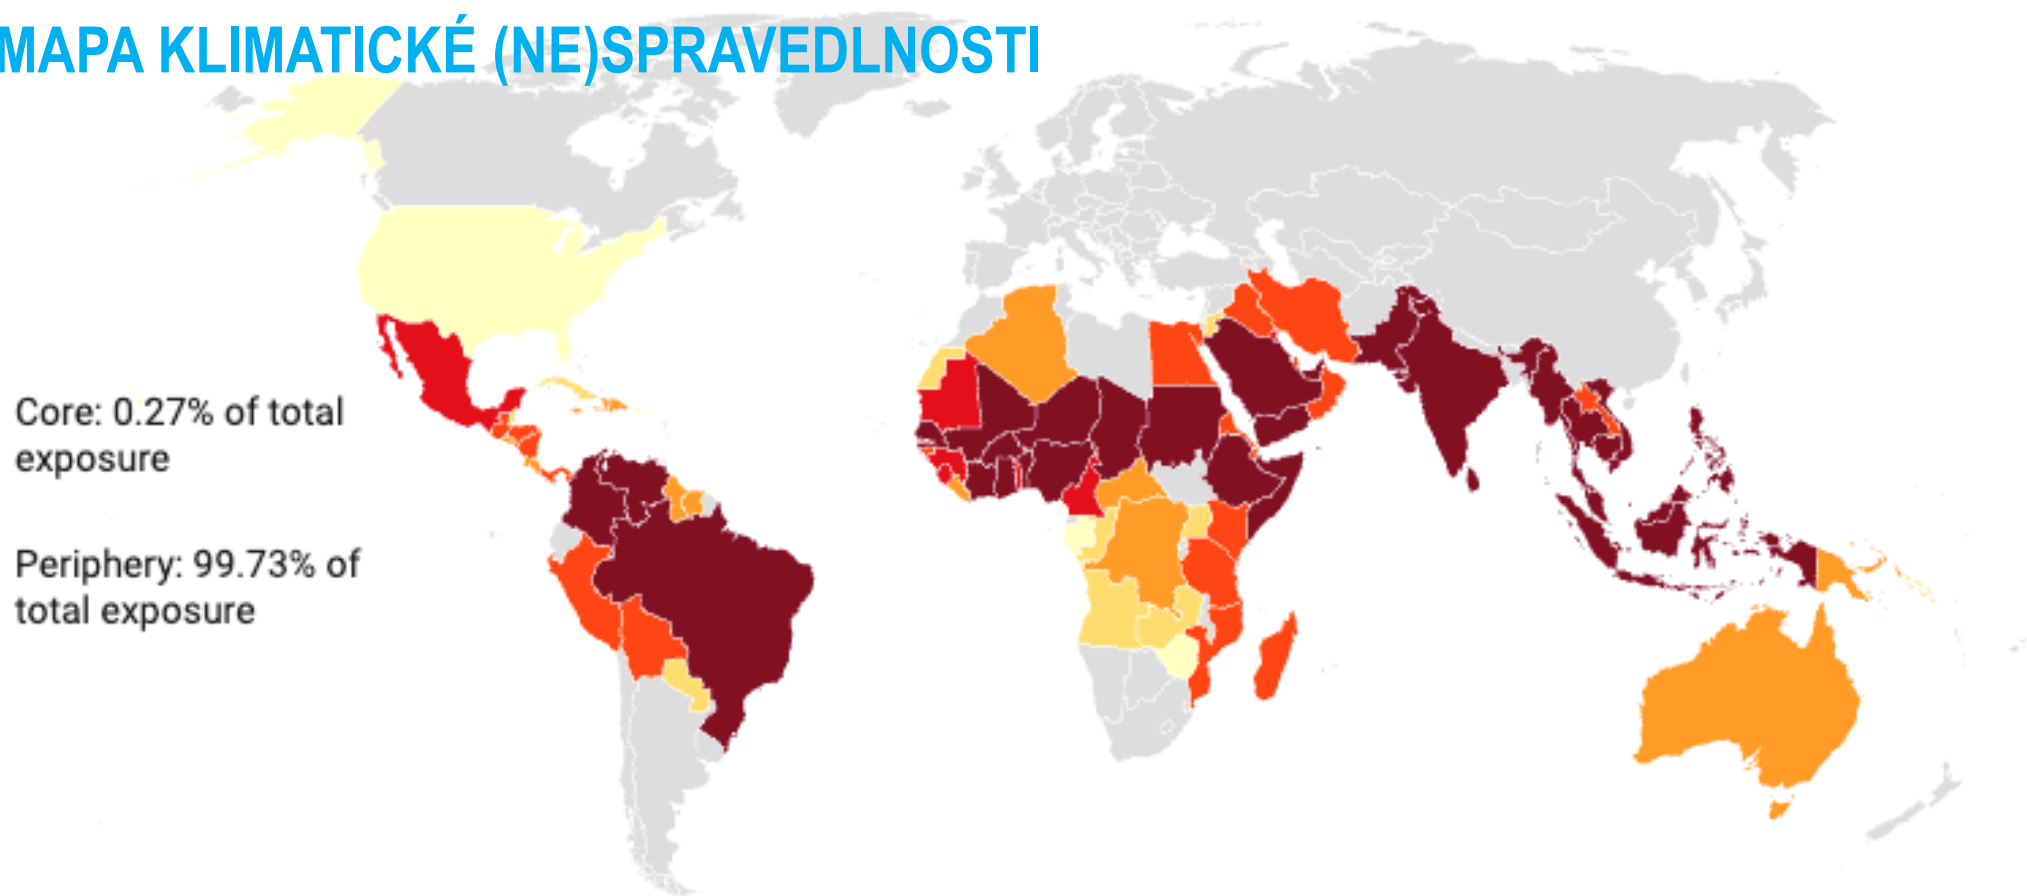 MAPA KLIMATICKÉ (NE)SPRAVEDLNOSTI
Core: 0.27% of total
exposure
Periphery: 99.73% of
total exposure